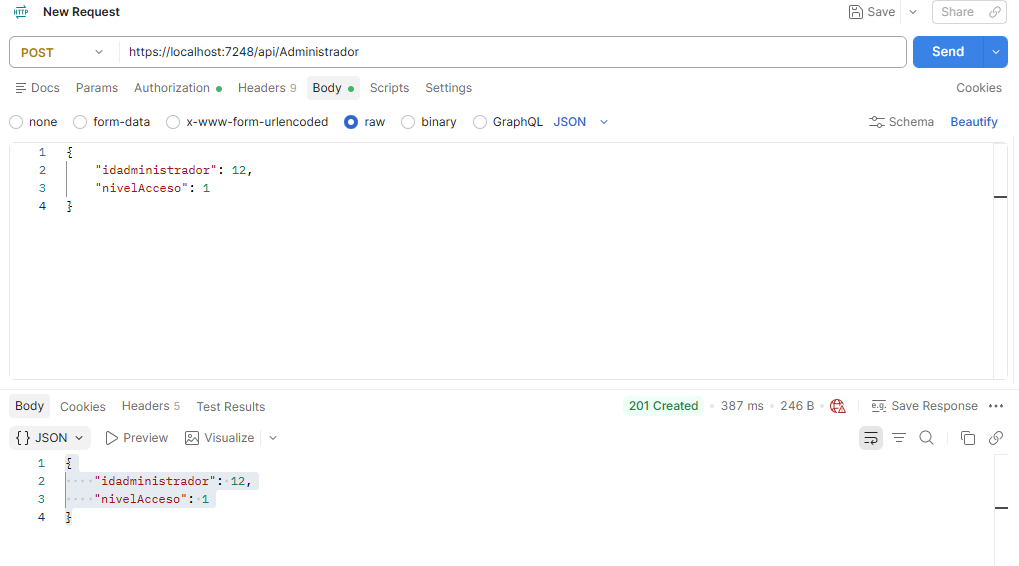 HTTP New Request Save Share
POST https://localhost:7248/api/Administrador Send
Docs Params Authorization Headers 9 Body Scripts Settings Cookies
none form-data x-www-form-urlencoded raw binary GraphQL JSON Schema Beautify
1 {
2 "idadministrador": 12,
3 "nivelAcceso": 1
4 }
Body Cookies Headers 5 Test Results 201 Created • 387 ms • 246 B • e.g. Save Response
{} JSON Preview Visualize
1 {
2 "idadministrador": 12,
3 "nivelAcceso": 1
4 }